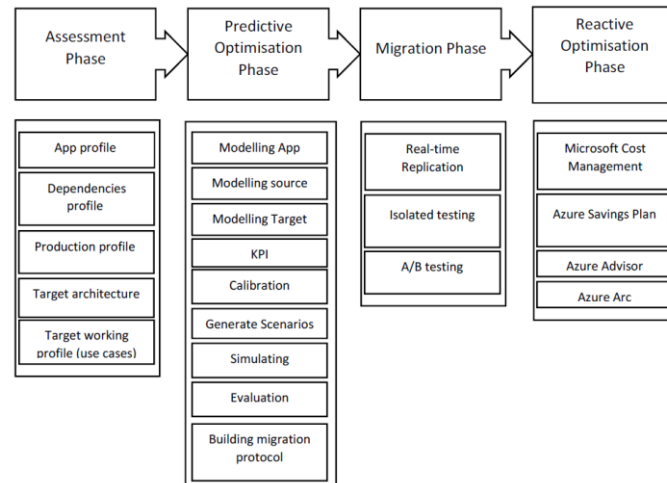 Assessment
Phase
Predictive
Optimisation
Phase
Migration Phase
Reactive
Optimisation
Phase
App profile
Dependencies
profile
Production profile
Target architecture
Target working
profile (use cases)
Modelling App
Modelling source
Modelling Target
KPI
Calibration
Generate Scenarios
Simulating
Evaluation
Building migration
protocol
Real-time
Replication
Isolated testing
A/B testing
Microsoft Cost
Management
Azure Savings Plan
Azure Advisor
Azure Arc